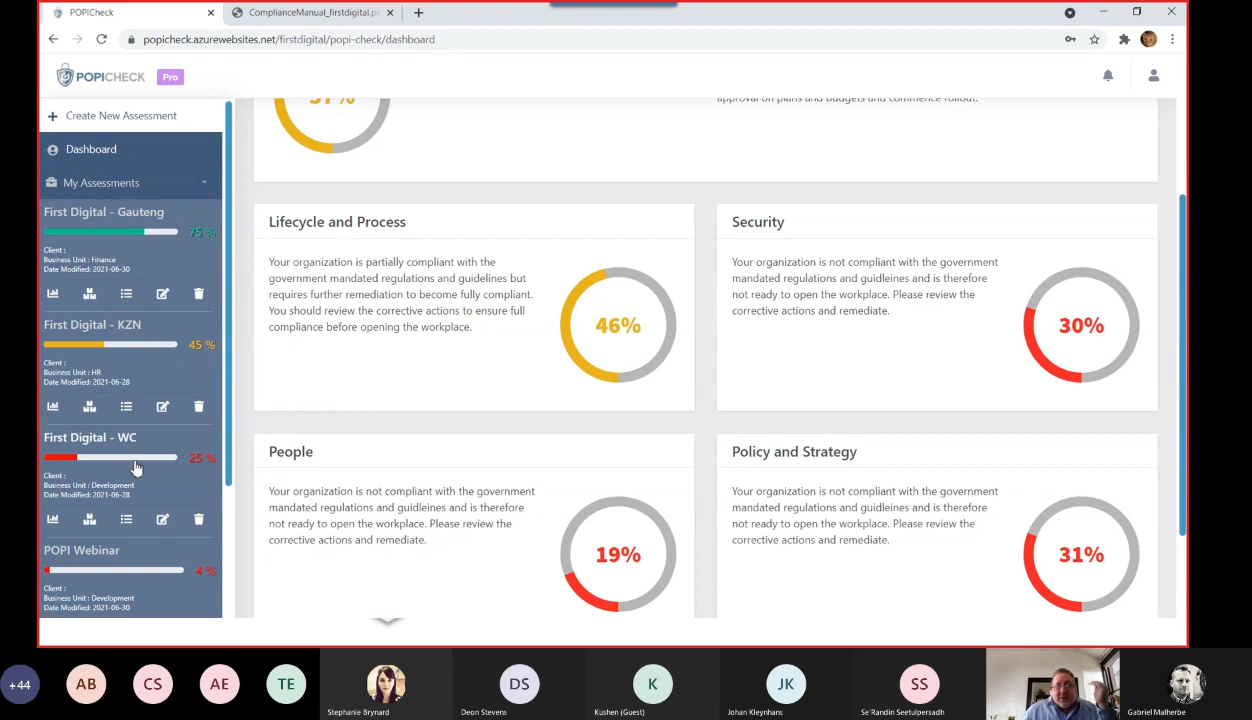 POPICheck
ComplianceManual_firstdigital.p
popicheck.azurewebsites.net/firstdigital/popi-check/dashboard
POPICHECK Pro
Create New Assessment
Dashboard
My Assessments
First Digital - Gauteng
75 %
Client :
Business Unit : Finance
Date Modified: 2021-06-30
First Digital - KZN
45 %
Client :
Business Unit : HR
Date Modified: 2021-06-28
First Digital - WC
25 %
Client :
Business Unit : Development
Date Modified: 2021-06-28
POPI Webinar
4 %
Client :
Business Unit : Development
Date Modified: 2021-06-30
approval on plans and budgets and commence rollout.
Lifecycle and Process
Your organization is partially compliant with the
government mandated regulations and guidelines but
requires further remediation to become fully compliant.
You should review the corrective actions to ensure full
compliance before opening the workplace.
46%
Security
Your organization is not compliant with the government
mandated regulations and guidleines and is therefore
not ready to open the workplace. Please review the
corrective actions and remediate.
30%
People
Your organization is not compliant with the government
mandated regulations and guidleines and is therefore
not ready to open the workplace. Please review the
corrective actions and remediate.
19%
Policy and Strategy
Your organization is not compliant with the government
mandated regulations and guidleines and is therefore
not ready to open the workplace. Please review the
corrective actions and remediate.
31%
+44
AB
CS
AE
TE
Stephanie Brynard
DS
Deon Stevens
K
Kushen (Guest)
JK
Johan Kleynhans
SS
Se'Randin Seetulpersadh
Gabriel Malherbe